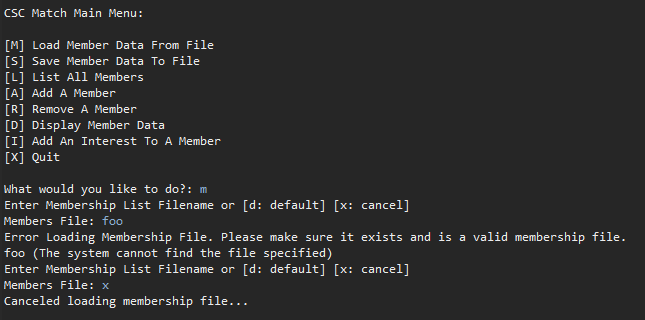 CSC Match Main Menu:
[M] Load Member Data From File
[S] Save Member Data To File
[L] List All Members
[A] Add A Member
[R] Remove A Member
[D] Display Member Data
[I] Add An Interest To A Member
[X] Quit
What would you like to do?: m
Enter Membership List Filename or [d: default] [x: cancel]
Members File: foo
Error Loading Membership File. Please make sure it exists and is a valid membership file.
foo (The system cannot find the file specified)
Enter Membership List Filename or [d: default] [x: cancel]
Members File: x
Canceled loading membership file...